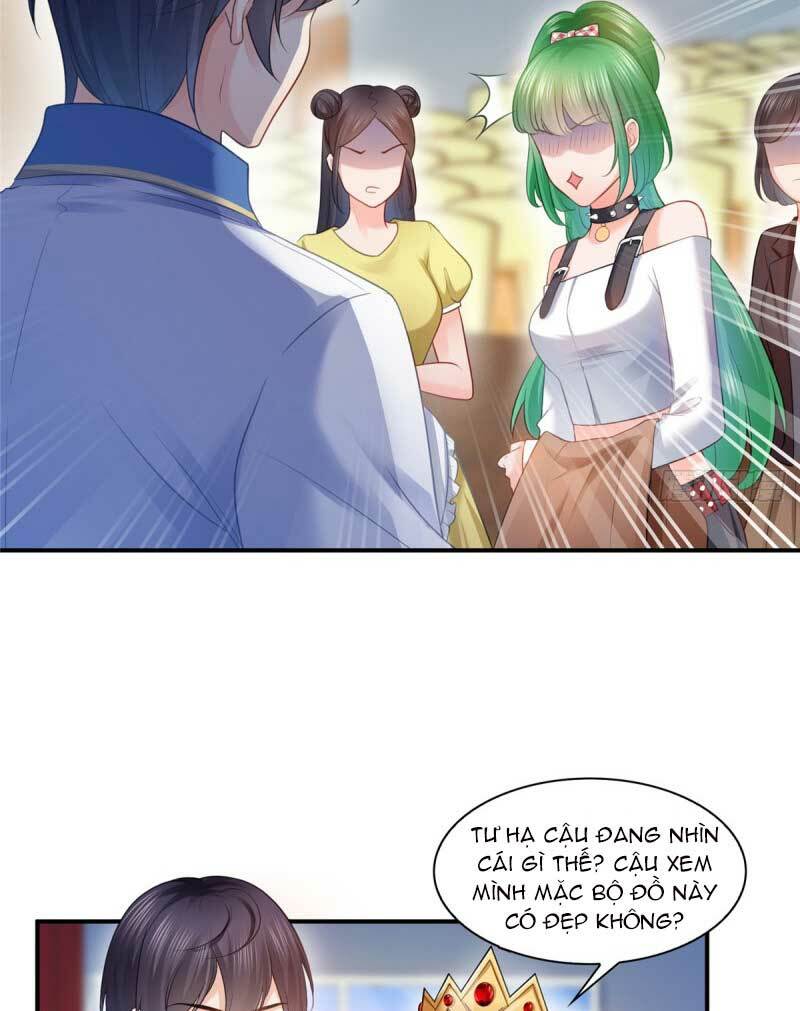 TƯ HẠ CẬU ĐANG NHÌN
CÁI GÌ THẾ? CẬU XEM
MÌNH MẶC BỘ ĐỒ NÀY
CÓ ĐẸP KHÔNG?